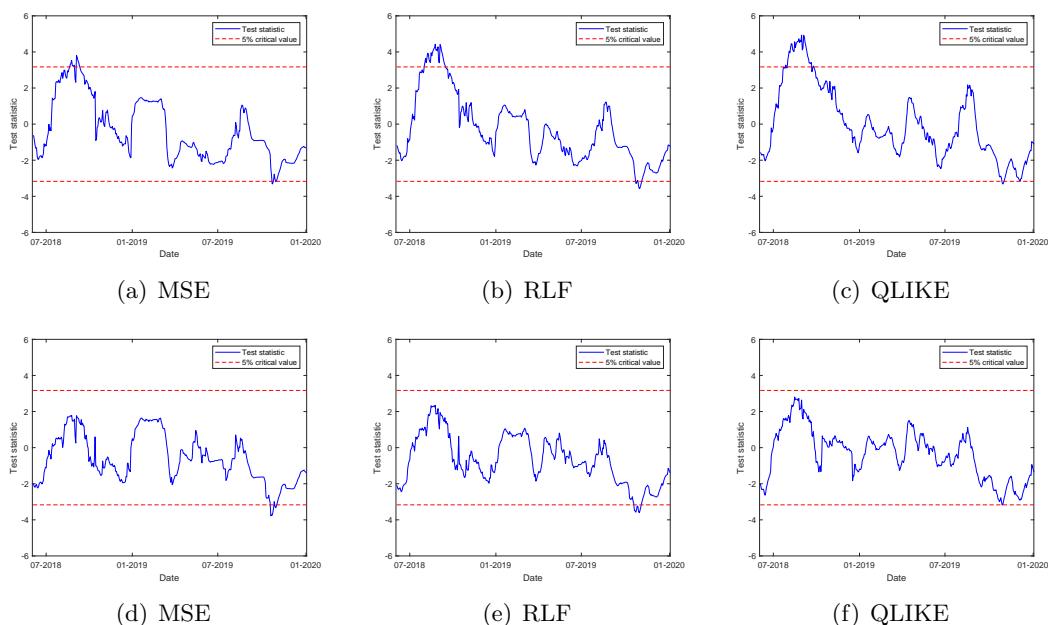 6
4
2
0
-2
-4
-6
Test statistic
Test statistic
5% critical value
07-2018 01-2019 07-2019 01-2020
Date
(a) MSE
6
4
2
0
-2
-4
-6
Test statistic
Test statistic
5% critical value
07-2018 01-2019 07-2019 01-2020
Date
(b) RLF
6
4
2
0
-2
-4
-6
Test statistic
Test statistic
5% critical value
07-2018 01-2019 07-2019 01-2020
Date
(c) QLIKE
6
4
2
0
-2
-4
-6
Test statistic
Test statistic
5% critical value
07-2018 01-2019 07-2019 01-2020
Date
(d) MSE
6
4
2
0
-2
-4
-6
Test statistic
Test statistic
5% critical value
07-2018 01-2019 07-2019 01-2020
Date
(e) RLF
6
4
2
0
-2
-4
-6
Test statistic
Test statistic
5% critical value
07-2018 01-2019 07-2019 01-2020
Date
(f) QLIKE